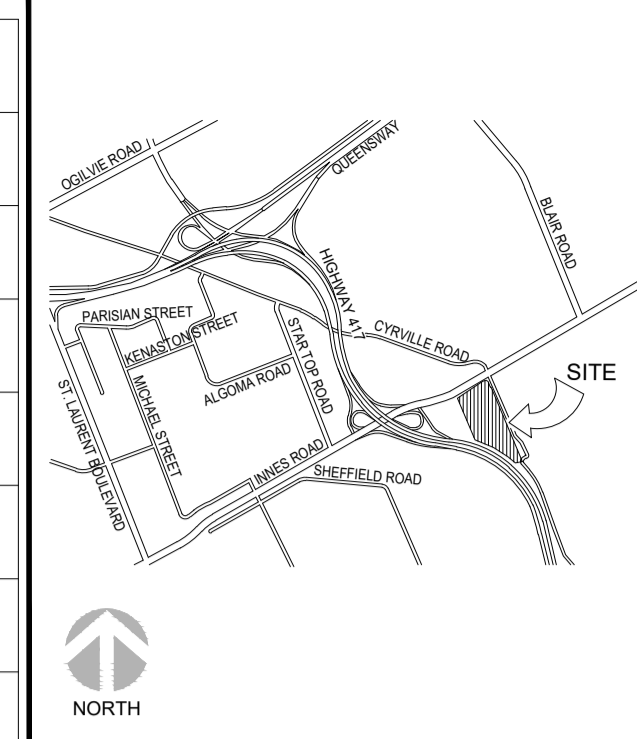 OGILVIE ROAD
QUEENSWAY
BLAIR ROAD
HIGHWAY 417
PARISIAN STREET
KENASTON STREET
STAR TOP ROAD
CYRVILLE ROAD
SITE
ALGOMA ROAD
MICHAEL STREET
ST. LAURENT BOULEVARD
INNES ROAD
SHEFFIELD ROAD
NORTH